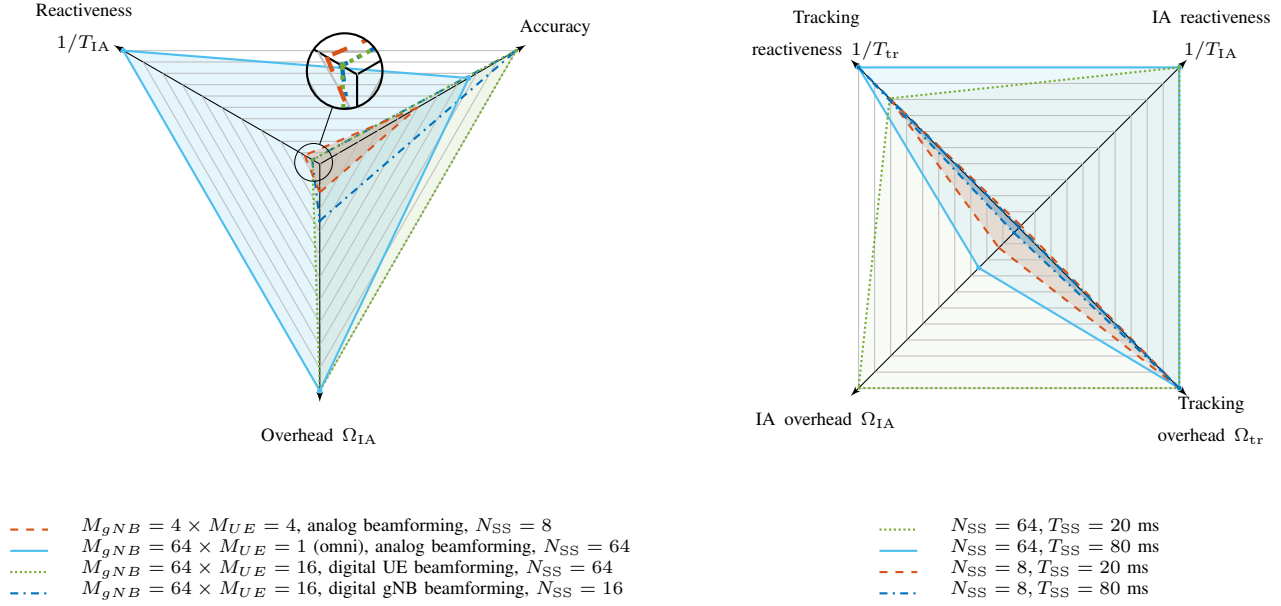 Reactiveness
1/T_IA
Accuracy
Overhead Ω_IA
M_gNB = 4 × M_UE = 4, analog beamforming, N_SS = 8
M_gNB = 64 × M_UE = 1 (omni), analog beamforming, N_SS = 64
M_gNB = 64 × M_UE = 16, digital UE beamforming, N_SS = 64
M_gNB = 64 × M_UE = 16, digital gNB beamforming, N_SS = 16
Tracking
reactiveness 1/T_tr
IA reactiveness
1/T_IA
IA overhead Ω_IA
Tracking
overhead Ω_tr
N_SS = 64, T_SS = 20 ms
N_SS = 64, T_SS = 80 ms
N_SS = 8, T_SS = 20 ms
N_SS = 8, T_SS = 80 ms